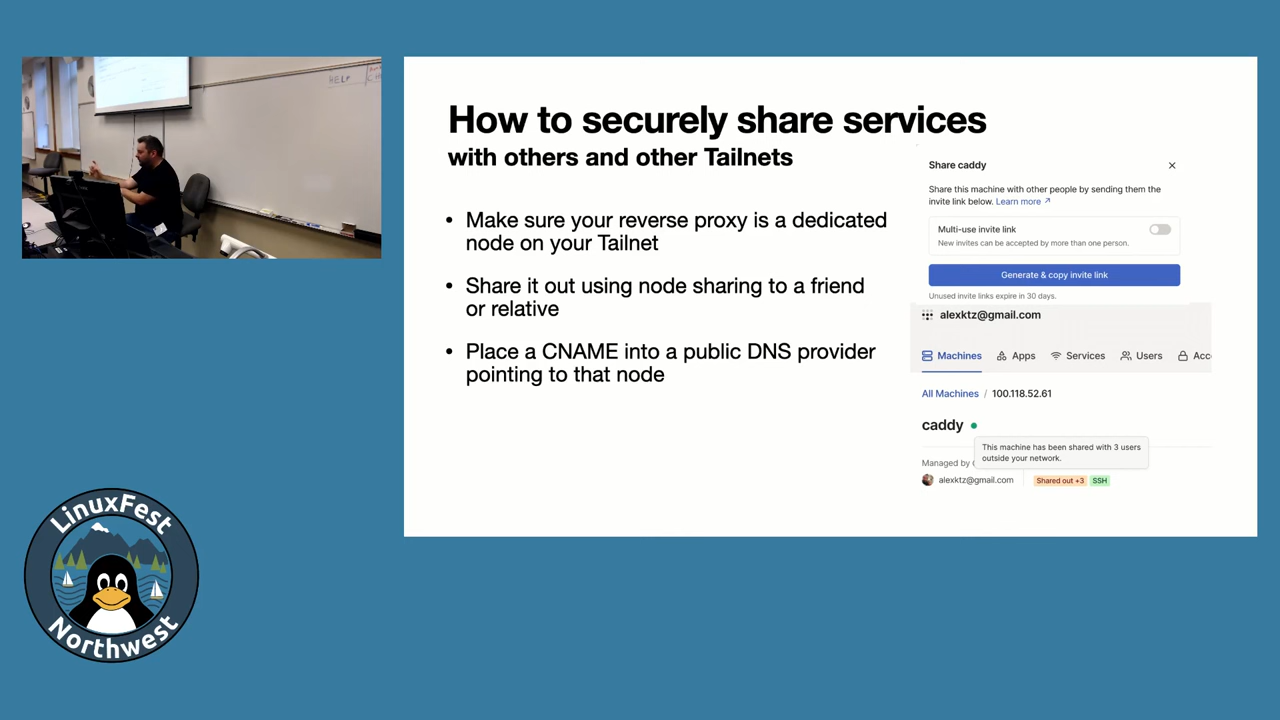 HELP
How to securely share services
with others and other Tailnets
• Make sure your reverse proxy is a dedicated
node on your Tailnet
• Share it out using node sharing to a friend
or relative
• Place a CNAME into a public DNS provider
pointing to that node
Share caddy
Share this machine with other people by sending them the
invite link below. Learn more ↗
Multi-use invite link
New invites can be accepted by more than one person.
Generate & copy invite link
Unused invite links expire in 30 days.
alexktz@gmail.com
Machines Apps Services Users Acc
All Machines / 100.118.52.61
caddy
This machine has been shared with 3 users
outside your network.
Managed by
alexktz@gmail.com Shared out +3 SSH
LinuxFest
Northwest